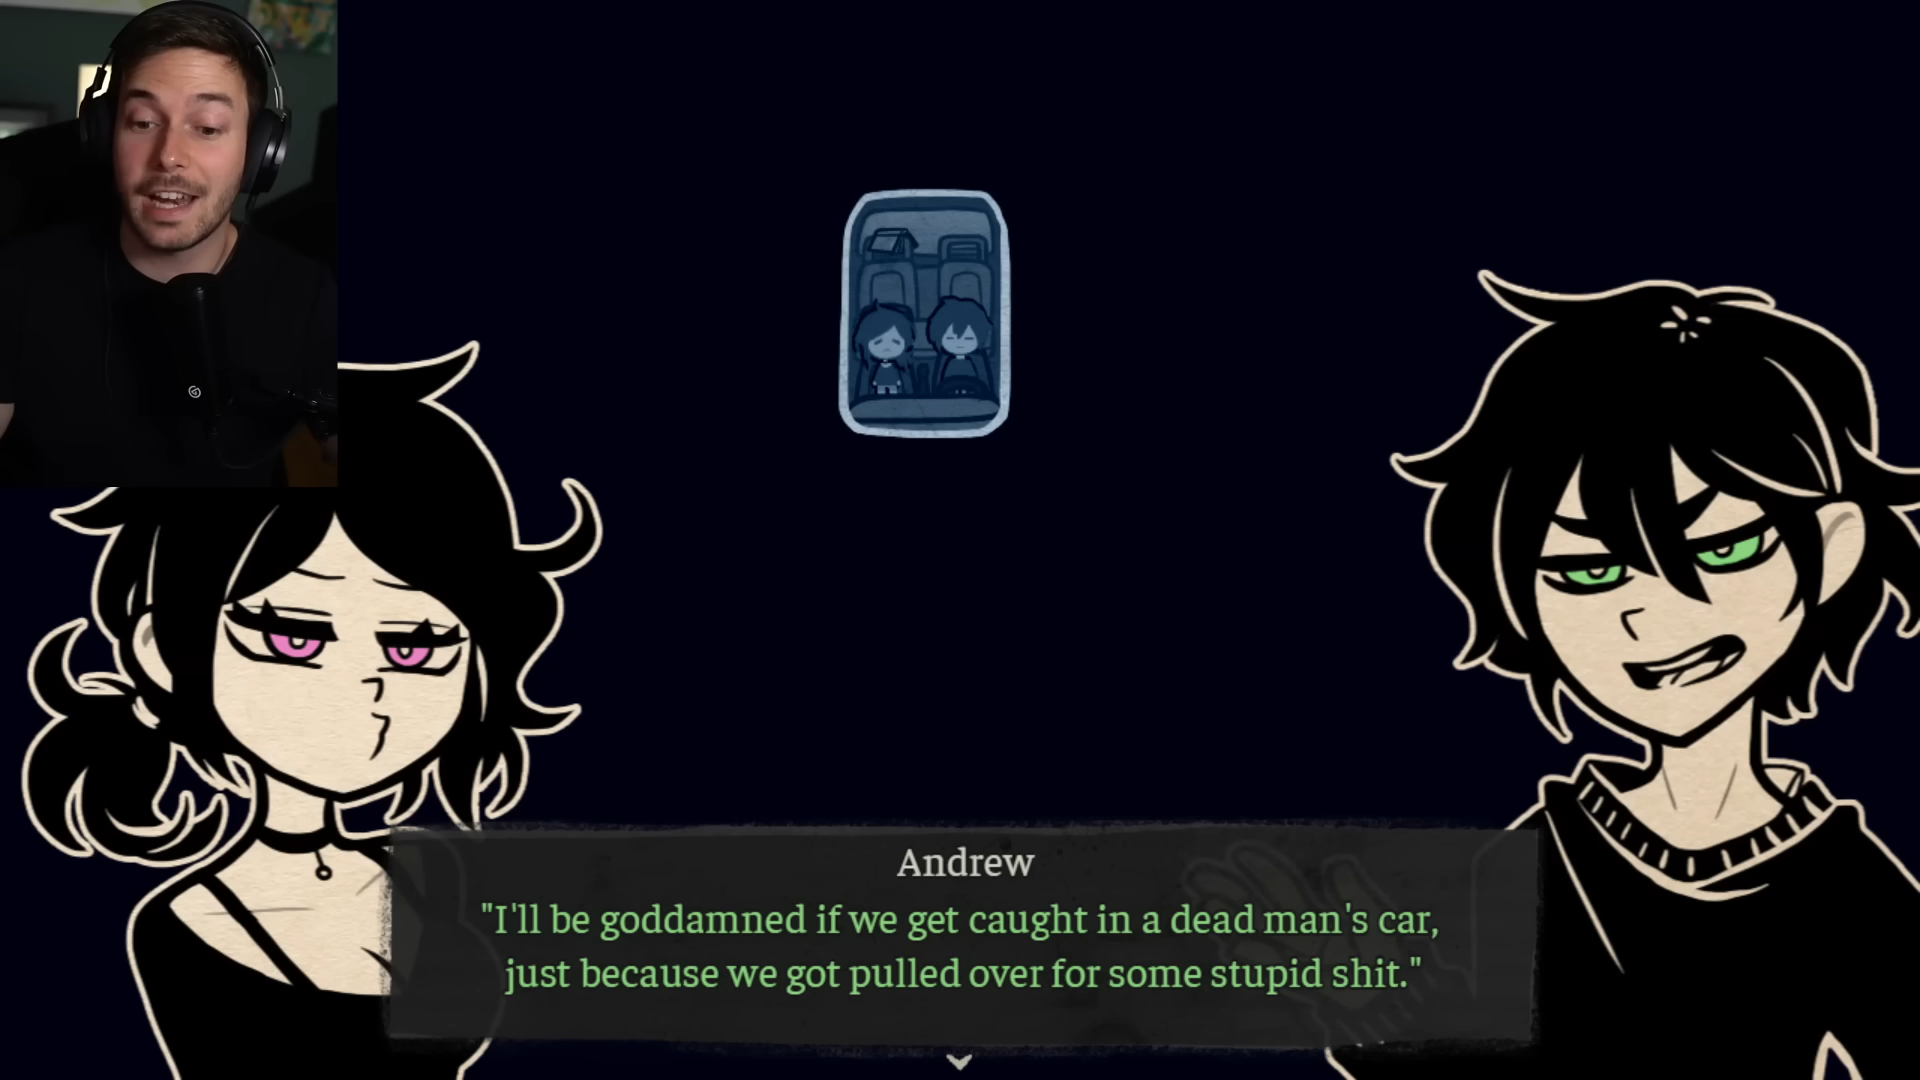 Andrew
"I'll be goddamned if we get caught in a dead man's car,
just because we got pulled over for some stupid shit."